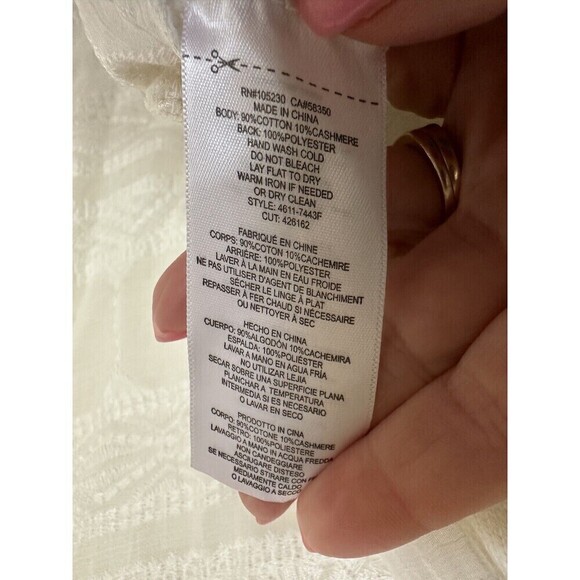 RN#105230 CA#58350
MADE IN CHINA
BODY: 90%COTTON 10%CASHMERE
BACK: 100%POLYESTER
HAND WASH COLD
DO NOT BLEACH
LAY FLAT TO DRY
WARM IRON IF NEEDED
OR DRY CLEAN
STYLE: 4611-7443F
CUT: 426162
FABRIQUÉ EN CHINE
CORPS: 90%COTON 10%CACHEMIRE
ARRIÈRE: 100%POLYESTER
LAVER À LA MAIN EN EAU FROIDE
NE PAS UTILISER D'AGENT DE BLANCHIMENT
SÉCHER LE LINGE À PLAT
REPASSER À FER CHAUD SI NÉCESSAIRE
OU NETTOYER À SEC
HECHO EN CHINA
CUERPO: 90%ALGODÓN 10%CACHEMIRA
ESPALDA: 100%POLIÉSTER
LAVAR A MANO EN AGUA FRÍA
NO UTILIZAR LEJIA
SECAR SOBRE UNA SUPERFICIE PLANA
PLANCHAR A TEMPERATURA
INTERMEDIA SI ES NECESARIO
O LAVAR EN SECO
PRODOTTO IN CINA
CORPO: 90%COTONE 10%CASHMERE
RETRO: 100%POLIESTERE
LAVAGGIO A MANO IN ACQUA FREDDA
NON CANDEGGIARE
ASCIUGARE DISTESO
SE NECESSARIO STIRARE CON
MEDIAMENTE CALDO
O LAVAGGIO A SECCO